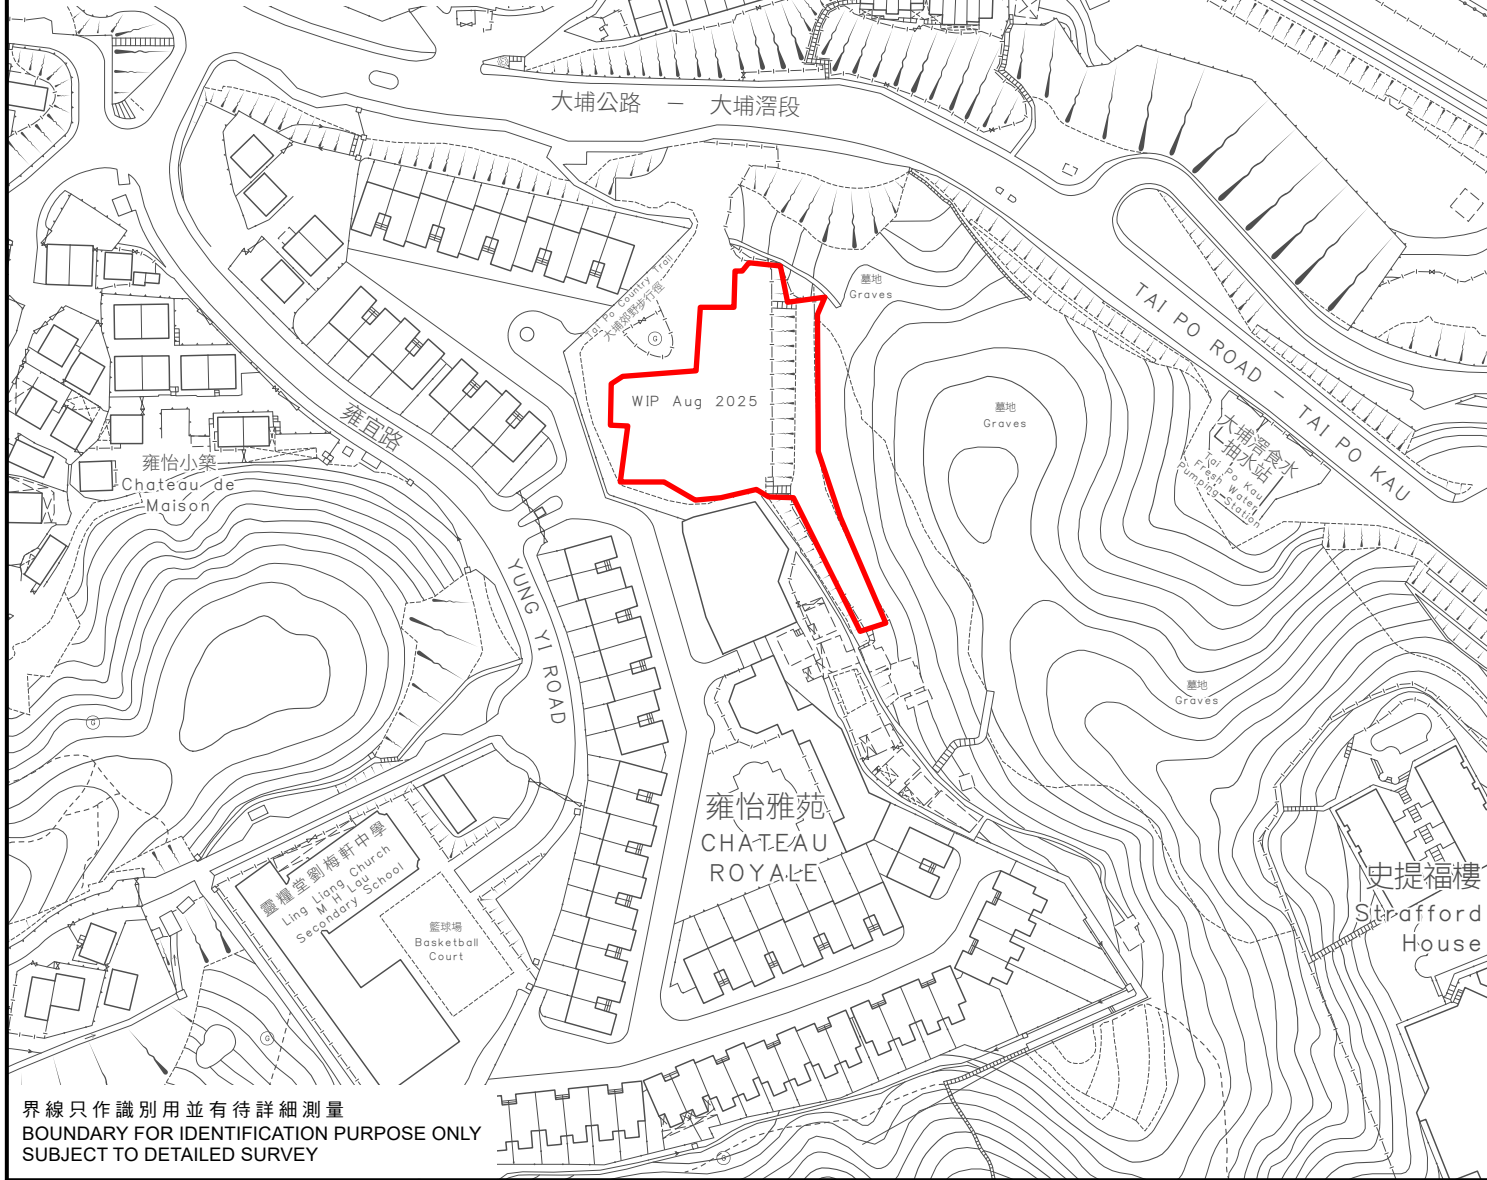 大埔公路 － 大埔滘段
墓地
Graves
Tai Po Country Trail
大埔郊野步行徑
G
TAI PO ROAD - TAI PO KAU
WIP Aug 2025
墓地
Graves
雍宜路
大埔滘食水
抽水站
Tai Po Kau
Fresh Water
Pumping Station
雍怡小築
Chateau de
Maison
YUNG YI ROAD
墓地
Graves
G
雍怡雅苑
CHATEAU
ROYALE
靈糧堂劉梅軒中學
Ling Liang Church
M H Lau
Secondary School
籃球場
Basketball
Court
史提福樓
Strafford
House
G
G
G
界線只作識別用並有待詳細測量
BOUNDARY FOR IDENTIFICATION PURPOSE ONLY
SUBJECT TO DETAILED SURVEY